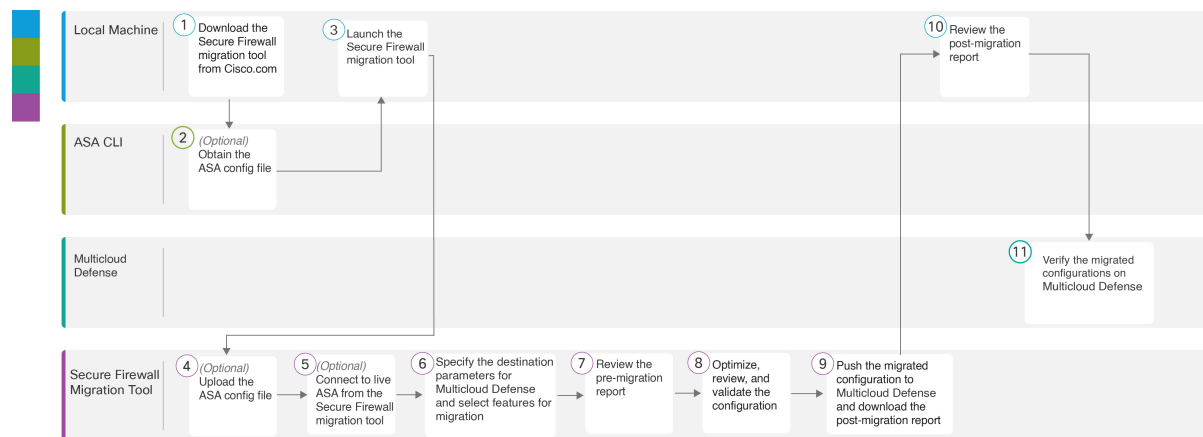 Local Machine
1
Download the
Secure Firewall
migration tool
from Cisco.com
3
Launch the
Secure Firewall
migration tool
10
Review the
post-migration
report
ASA CLI
2
(Optional)
Obtain the
ASA config file
Multicloud
Defense
11
Verify the migrated
configurations on
Multicloud Defense
Secure Firewall
Migration Tool
4
(Optional)
Upload the
ASA config file
5
(Optional)
Connect to live
ASA from the
Secure Firewall
migration tool
6
Specify the destination
parameters for
Multicloud Defense
and select features for
migration
7
Review the
pre-migration
report
8
Optimize,
review, and
validate the
configuration
9
Push the migrated
configuration to
Multicloud Defense
and download the
post-migration report